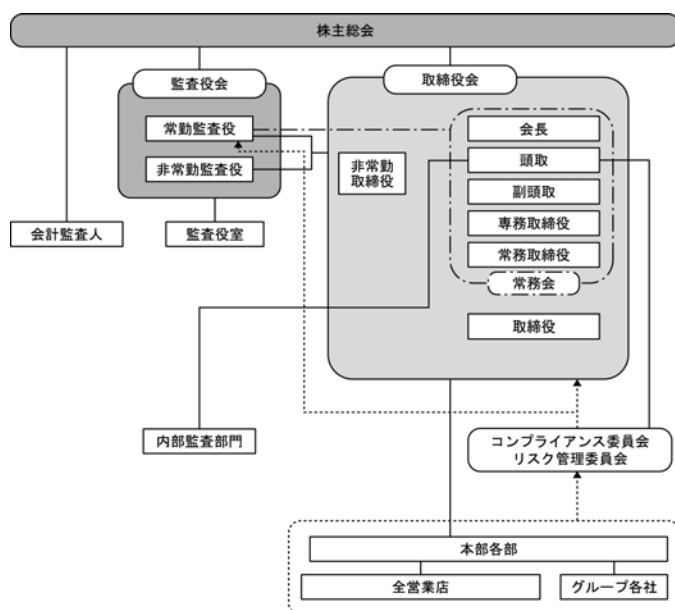 株主総会
監査役会
取締役会
常勤監査役
会長
非常勤
取締役
頭取
非常勤監査役
副頭取
専務取締役
会計監査人
監査役室
常務取締役
常務会
取締役
内部監査部門
コンプライアンス委員会
リスク管理委員会
本部各部
全営業店
グループ各社